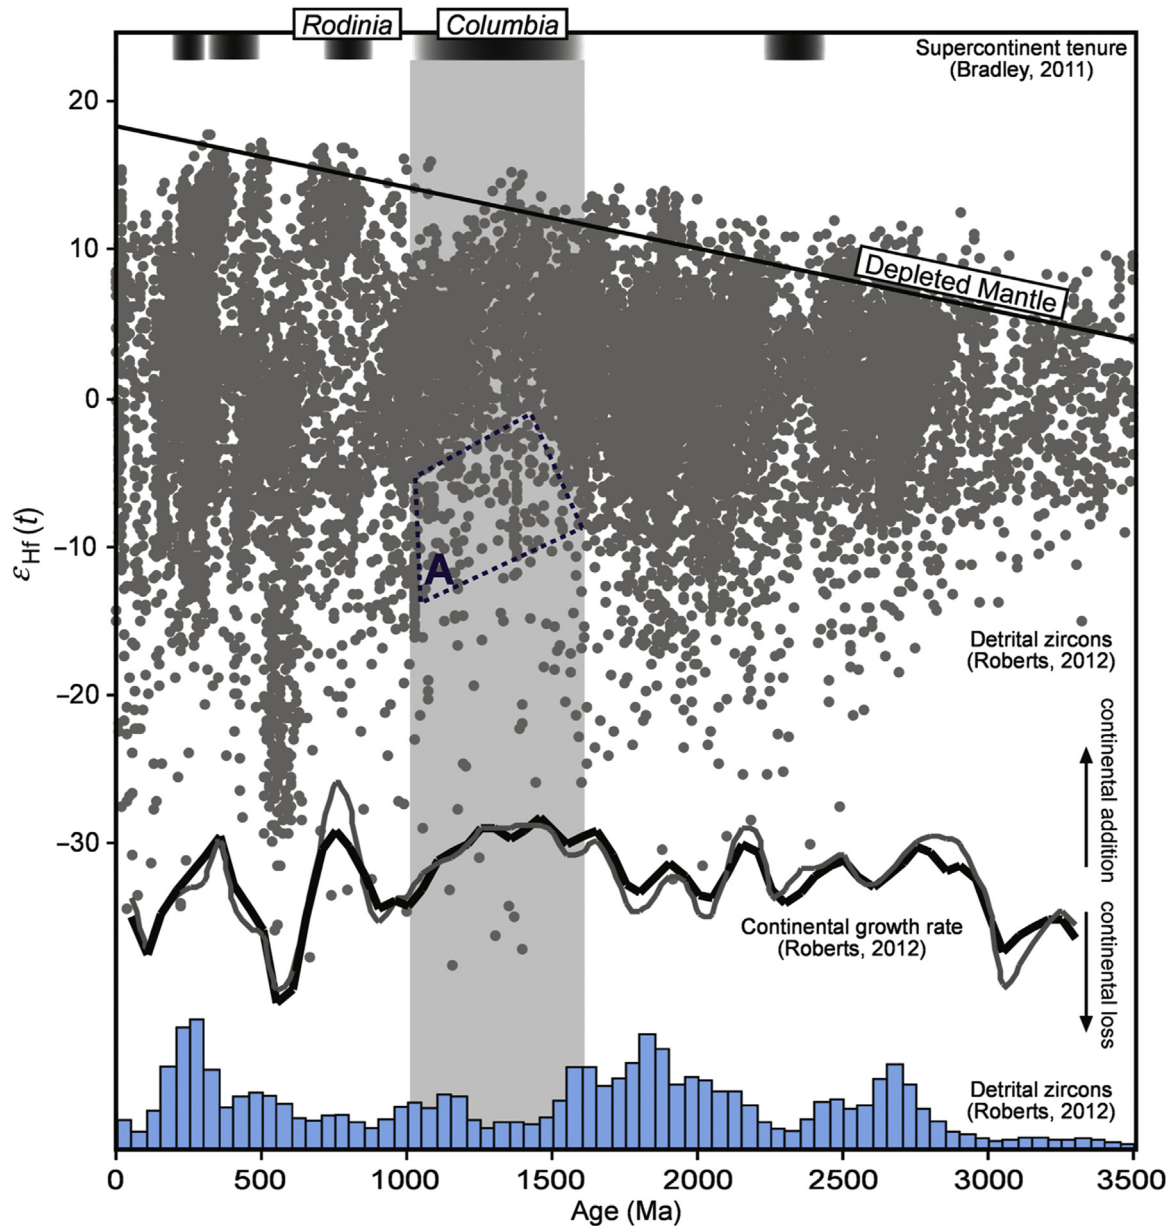 Rodinia
Columbia
Supercontinent tenure
(Bradley, 2011)
20
10
Depleted Mantle
0
−10
A
εHf (t)
Detrital zircons
(Roberts, 2012)
−20
continental addition
−30
Continental growth rate
(Roberts, 2012)
continental loss
Detrital zircons
(Roberts, 2012)
0
500
1000
1500
2000
2500
3000
3500
Age (Ma)